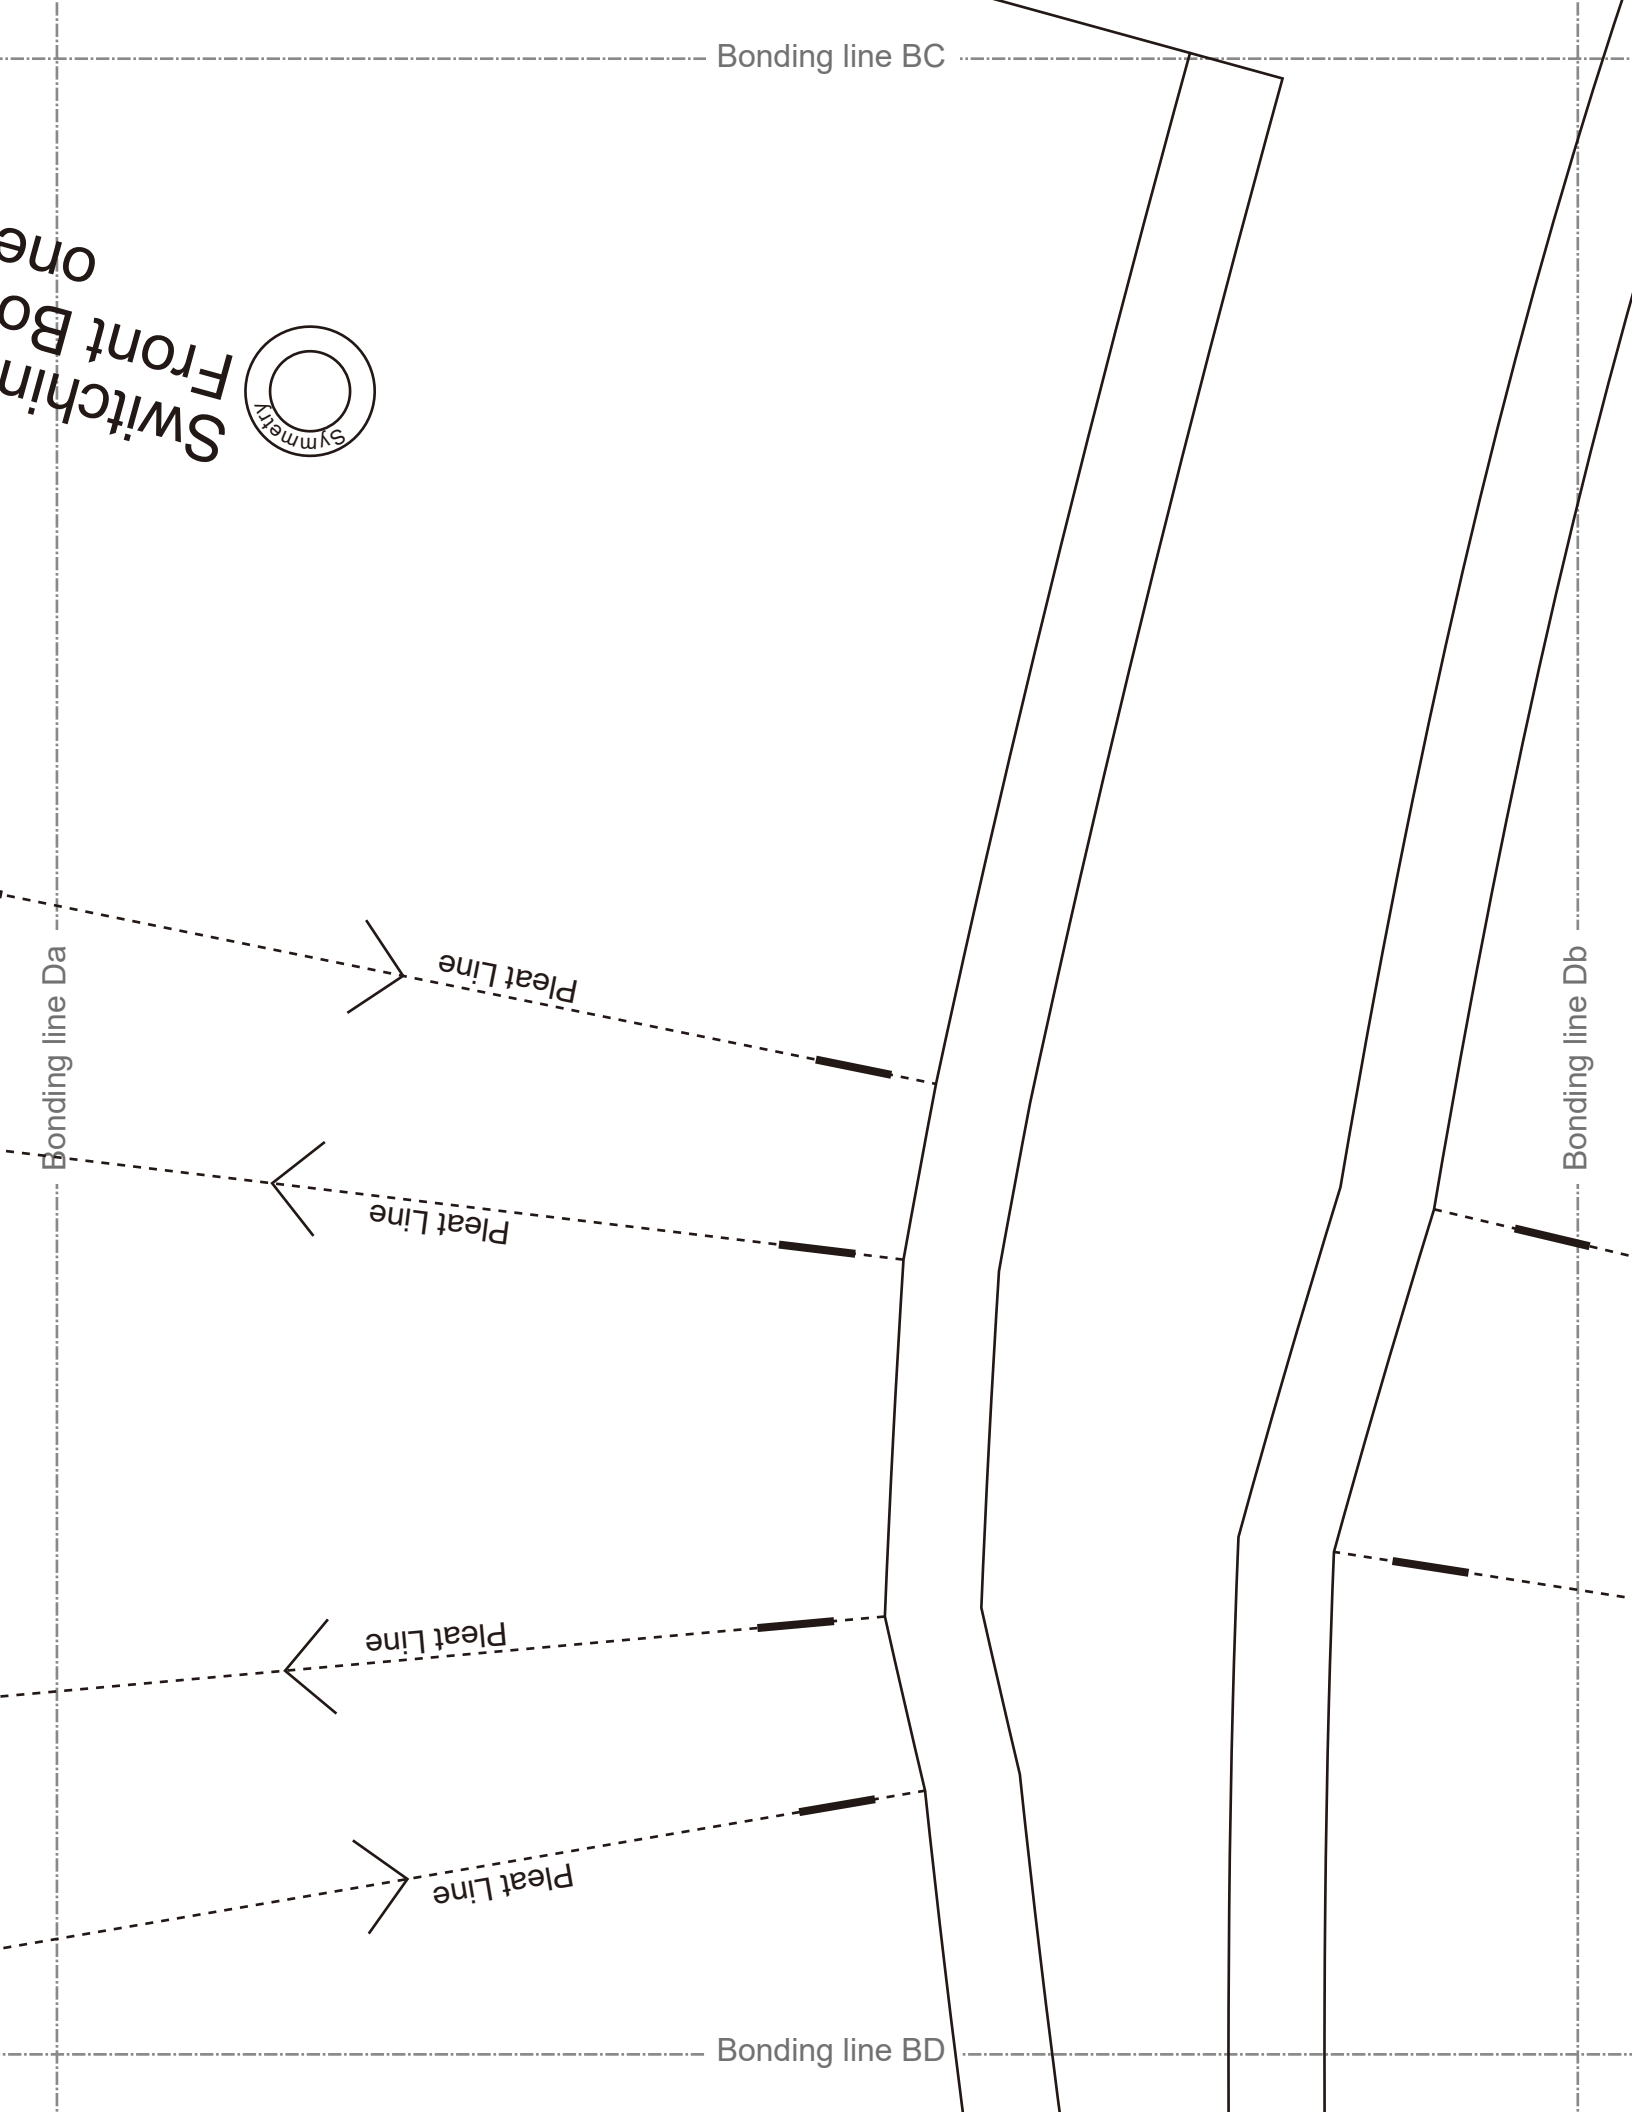 Bonding line BC
Switchin
Front Bo
one
Symmetry
Pleat Line
Bonding line Da
Bonding line Db
Pleat Line
Pleat Line
Pleat Line
Bonding line BD